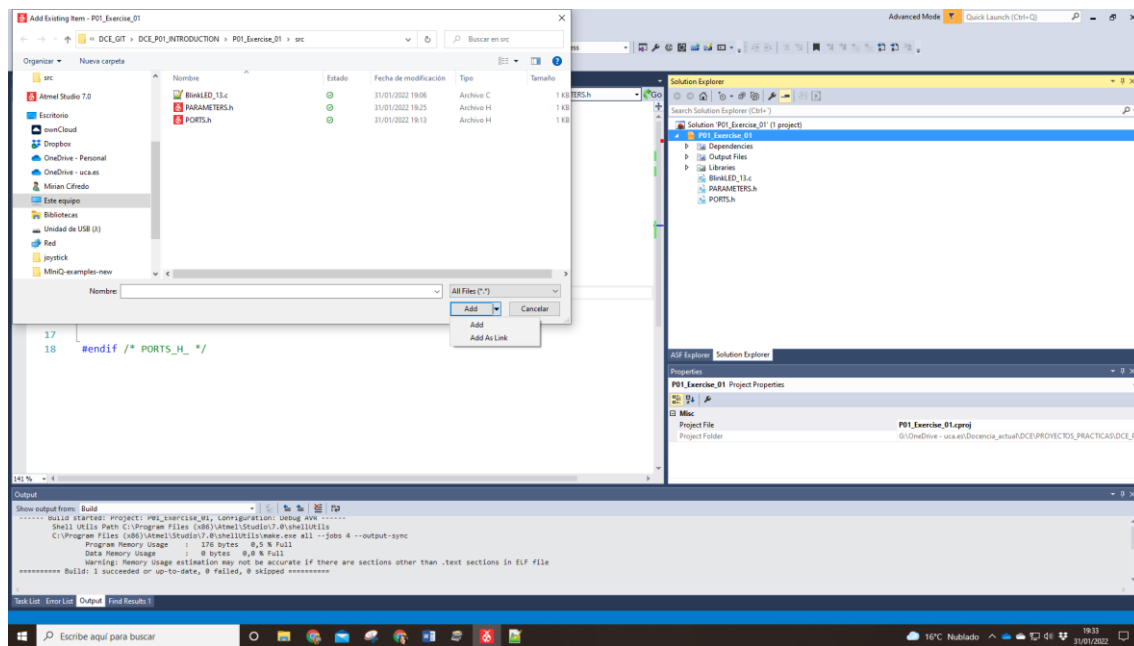 Add Existing Item - P01_Exercise_01
Advanced Mode
Quick Launch (Ctrl+Q)
« DCE_GIT > DCE_P01_INTRODUCTION > P01_Exercise_01 > src
Buscar en src
Organizar
Nueva carpeta
src
Atmel Studio 7.0
Escritorio
ownCloud
Dropbox
OneDrive - Personal
OneDrive - uca.es
Mirian Cifredo
Este equipo
Bibliotecas
Unidad de USB (J:)
Red
joystick
MIniQ-examples-new
Nombre Estado Fecha de modificación Tipo Tamaño
BlinkLED_13.c 31/01/2022 19:06 Archivo C 1 KB
PARAMETERS.h 31/01/2022 19:25 Archivo H 1 KB
PORTS.h 31/01/2022 19:13 Archivo H 1 KB
Nombre:
All Files (*.*)
Add
Cancelar
Add
Add As Link
TERS.h
Go
17
18 #endif /* PORTS_H_ */
141 %
Solution Explorer
Search Solution Explorer (Ctrl+')
Solution 'P01_Exercise_01' (1 project)
P01_Exercise_01
Dependencies
Output Files
Libraries
BlinkLED_13.c
PARAMETERS.h
PORTS.h
ASF Explorer Solution Explorer
Properties
P01_Exercise_01 Project Properties
Misc
Project File P01_Exercise_01.cproj
Project Folder G:\OneDrive - uca.es\Docencia_actual\DCE\PROYECTOS_PRACTICAS\DCE_
Output
Show output from: Build
------ Build started: Project: P01_Exercise_01, Configuration: Debug AVR ------
Shell Utils Path C:\Program Files (x86)\Atmel\Studio\7.0\shellUtils
C:\Program Files (x86)\Atmel\Studio\7.0\shellUtils\make.exe all --jobs 4 --output-sync
Program Memory Usage : 176 bytes 0,5 % Full
Data Memory Usage : 0 bytes 0,0 % Full
Warning: Memory Usage estimation may not be accurate if there are sections other than .text sections in ELF file
========== Build: 1 succeeded or up-to-date, 0 failed, 0 skipped ==========
Task List Error List Output Find Results 1
Escribe aquí para buscar
16°C Nublado
19:33
31/01/2022